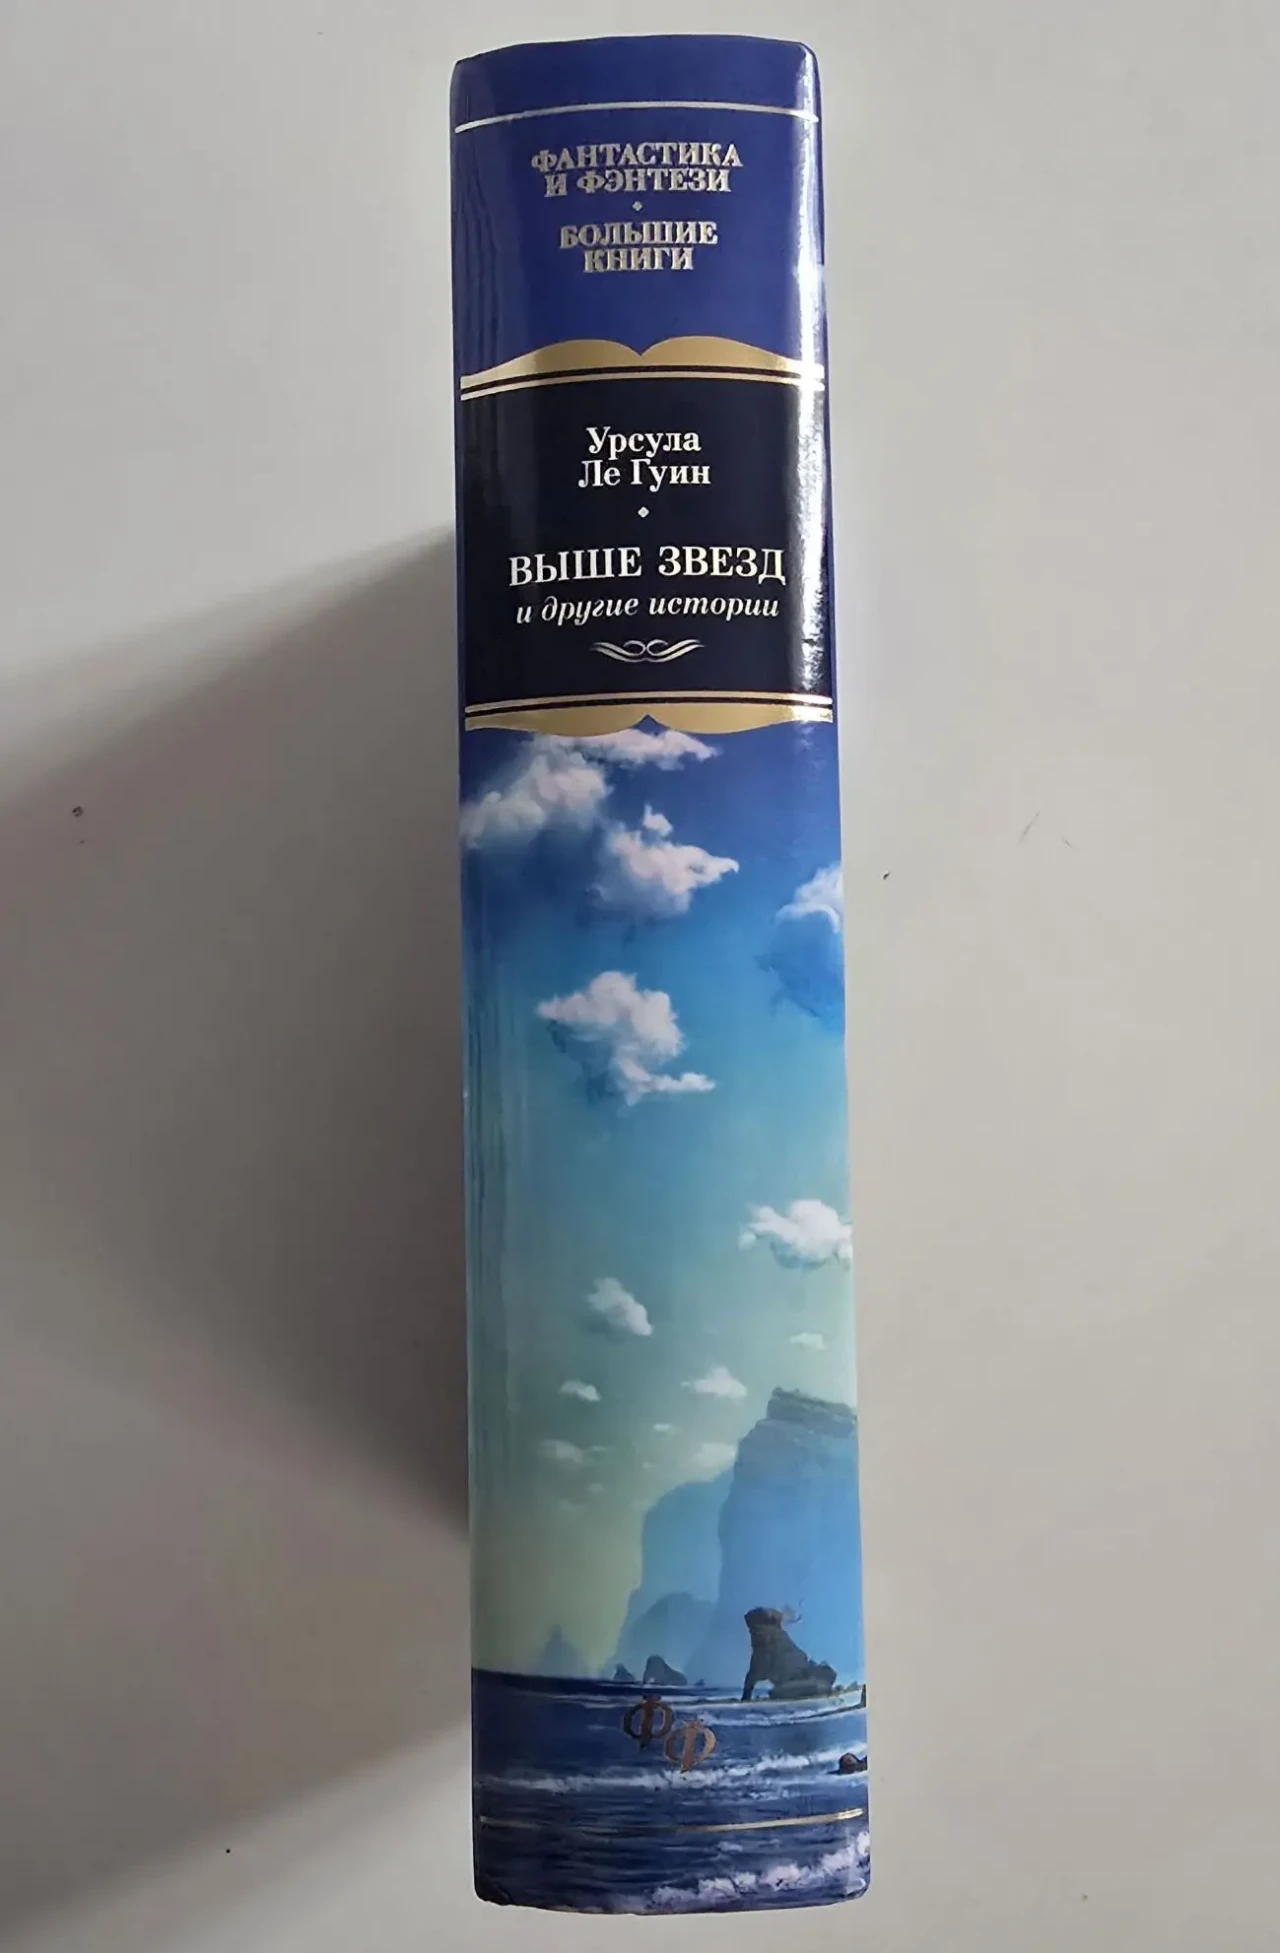 ФАНТАСТИКА
И ФЭНТЕЗИ
БОЛЬШИЕ
КНИГИ
Урсула
Ле Гуин
ВЫШЕ ЗВЕЗД
и другие истории
ФФ